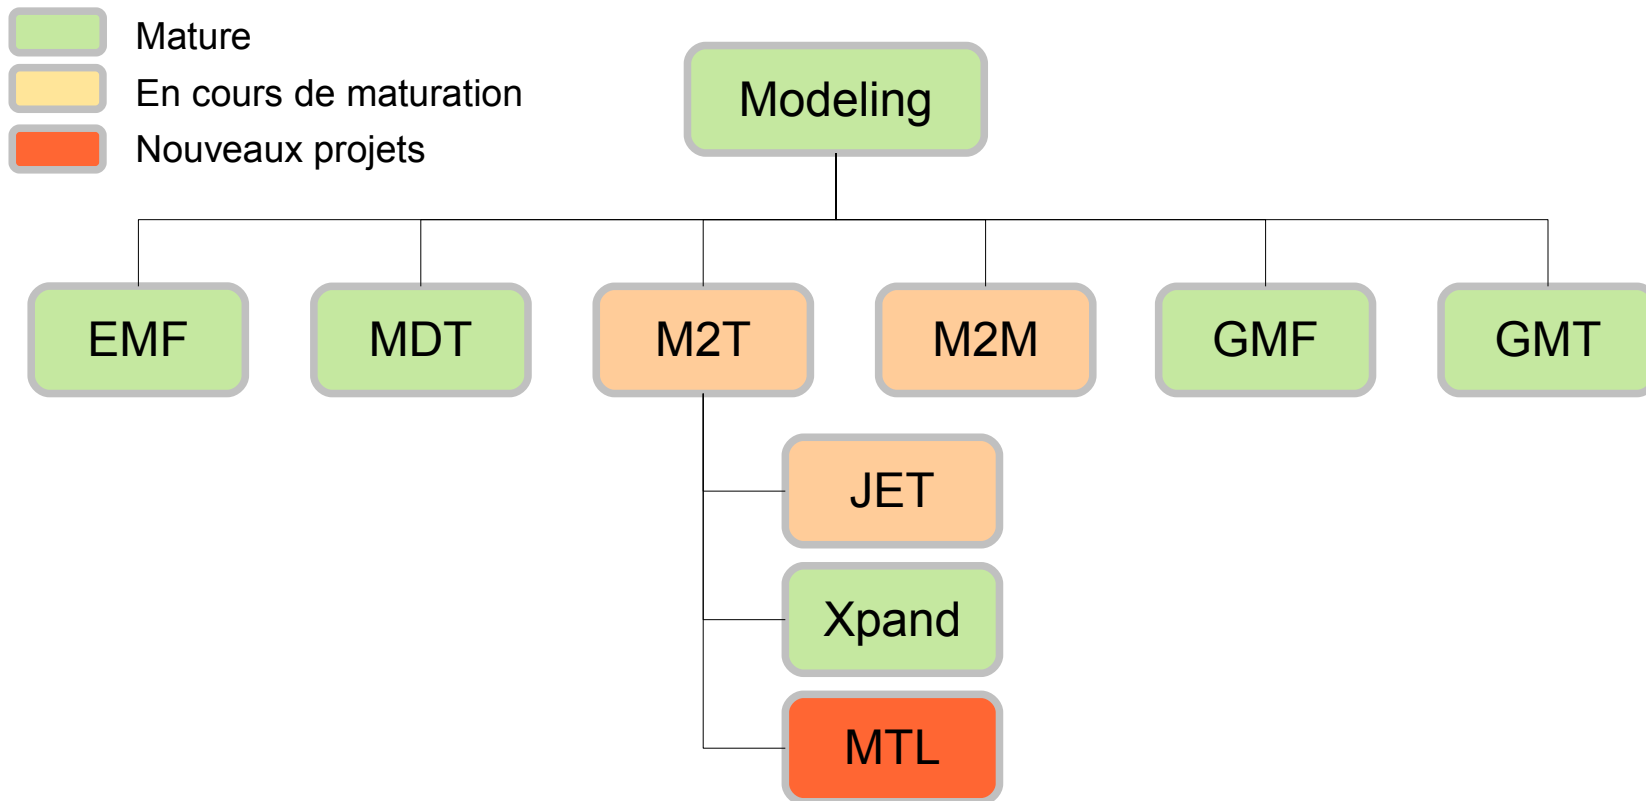 Mature
En cours de maturation
Nouveaux projets
Modeling
EMF
MDT
M2T
M2M
GMF
GMT
JET
Xpand
MTL